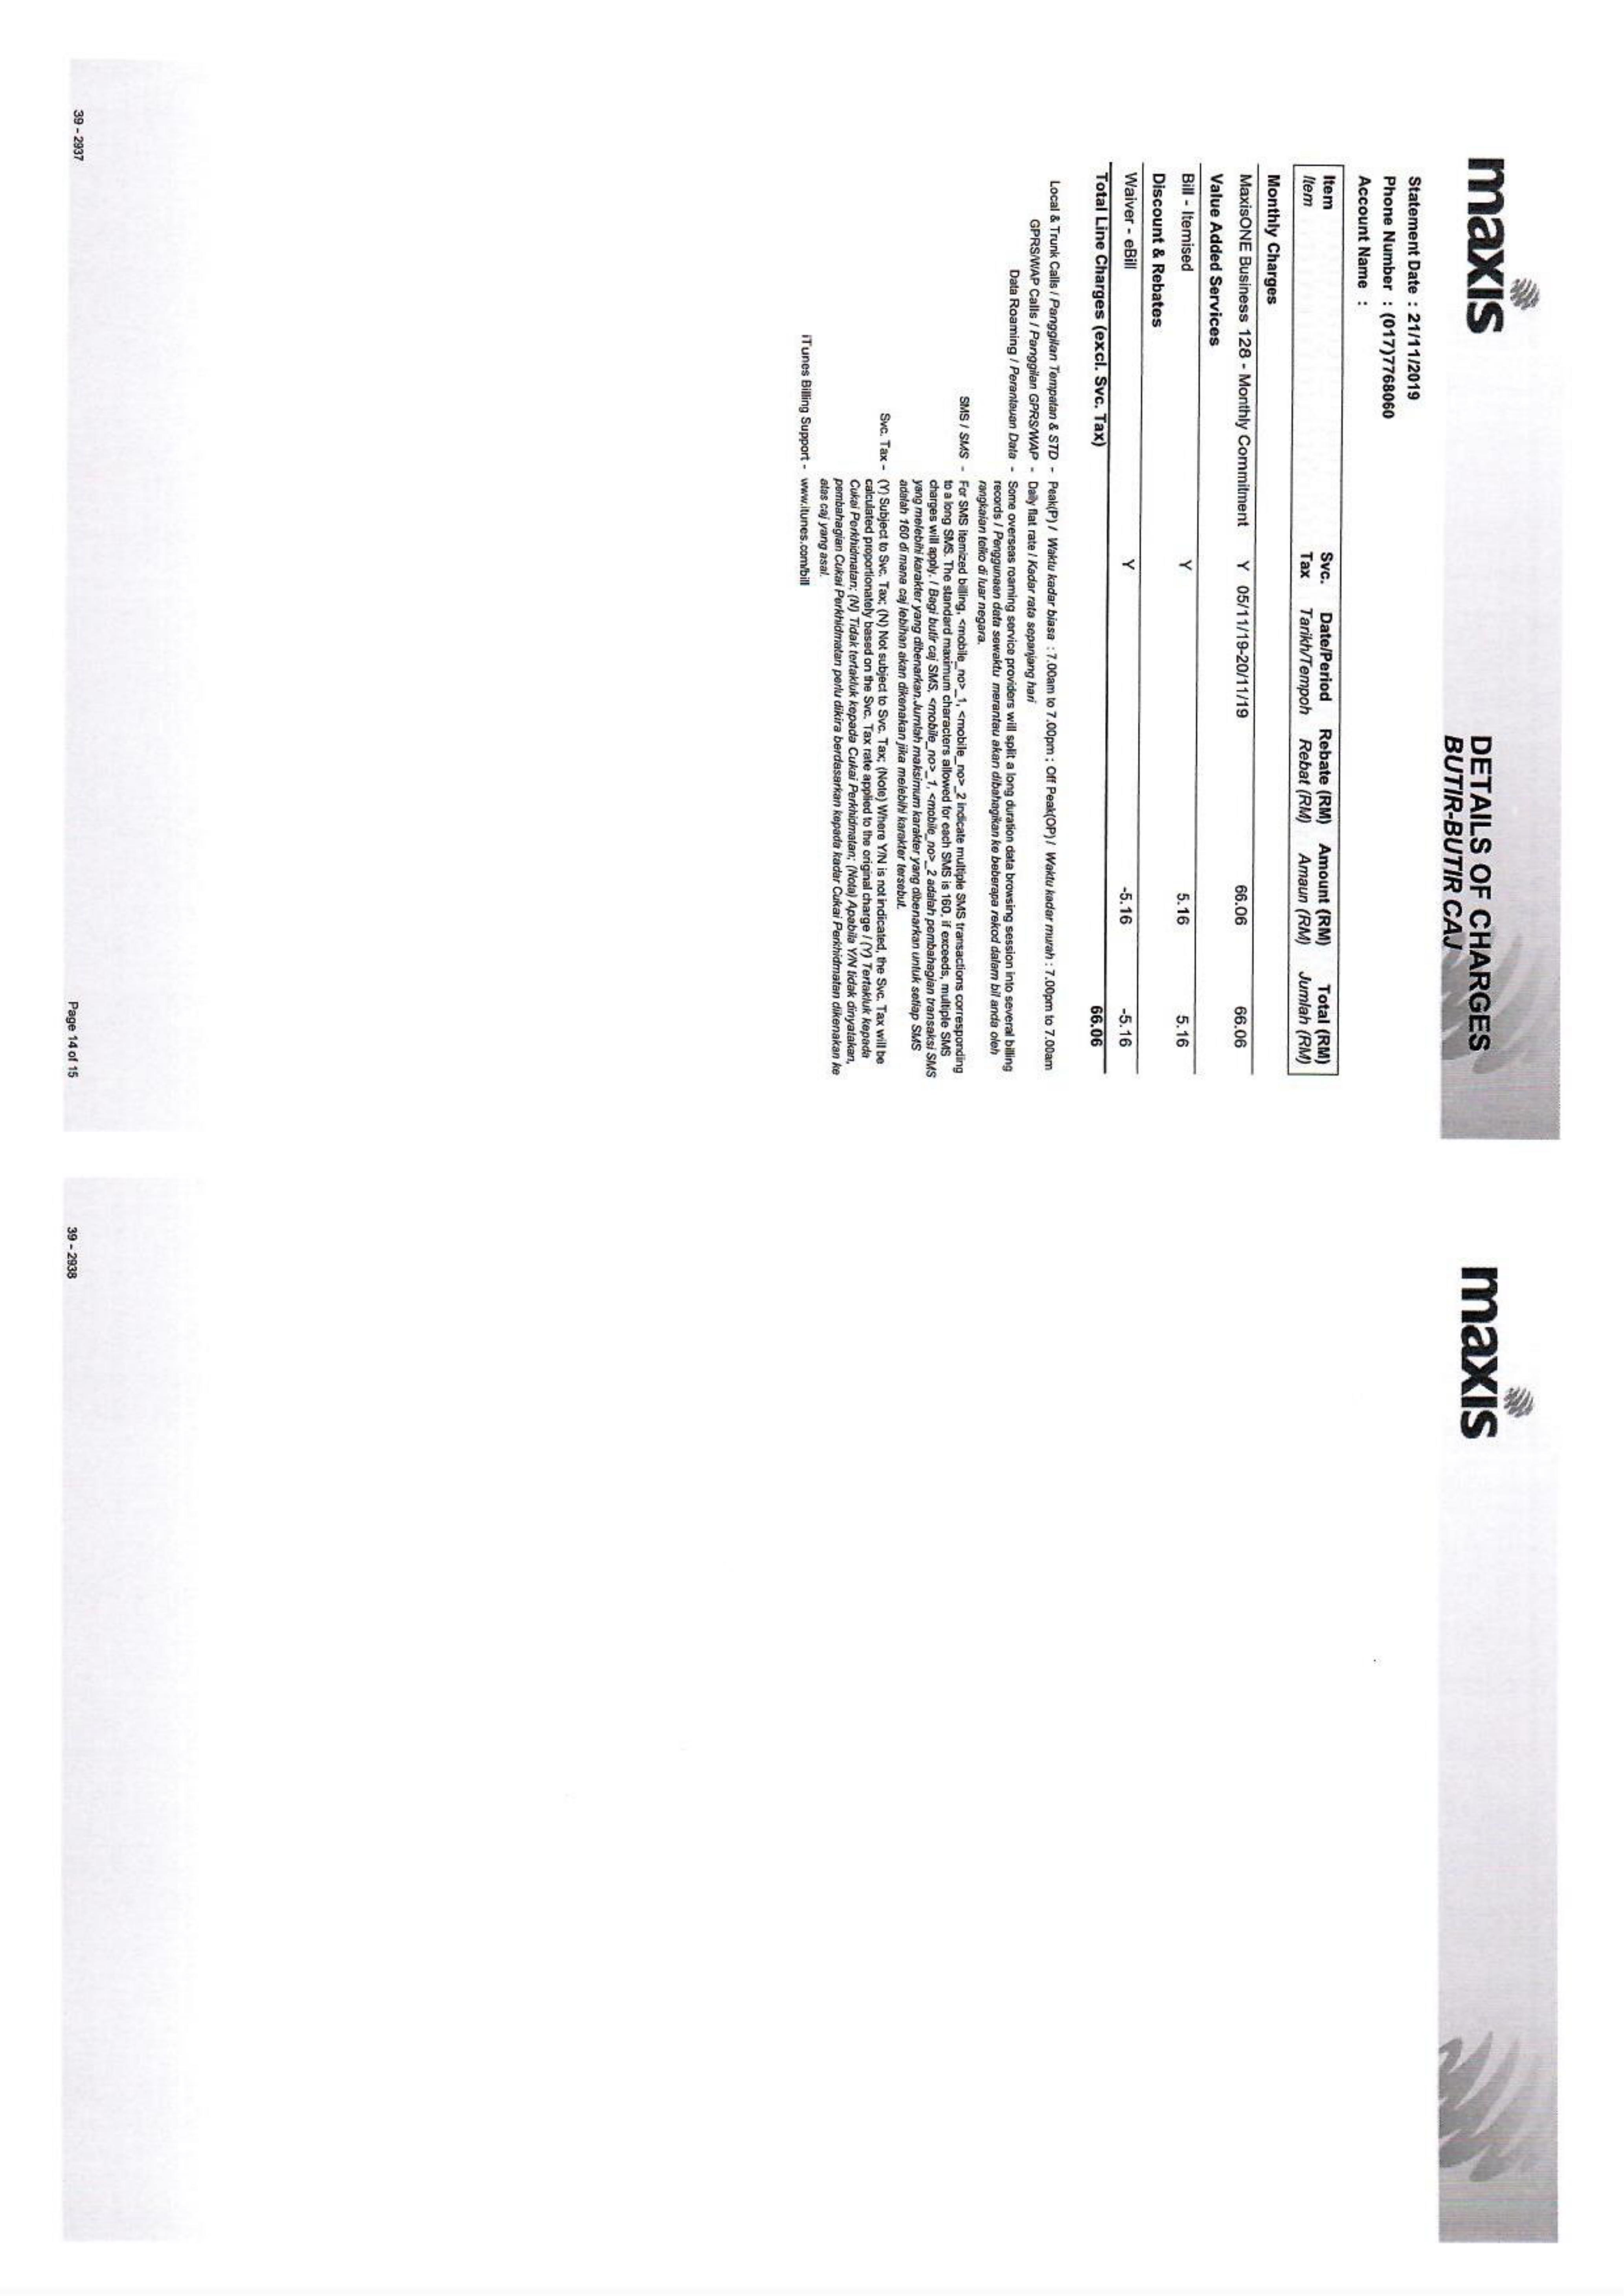 maxis
DETAILS OF CHARGES
BUTIR-BUTIR CAJ
Statement Date : 21/11/2019
Phone Number : (017)7768060
Account Name :
Item Svc. Date/Period Rebate (RM) Amount (RM) Total (RM)
Item Tax Tarikh/Tempoh Rebat (RM) Amaun (RM) Jumlah (RM)
Monthly Charges
MaxisONE Business 128 - Monthly Commitment Y 05/11/19-20/11/19 66.06 66.06
Value Added Services
Bill - Itemised Y 5.16 5.16
Discount & Rebates
Waiver - eBill Y -5.16 -5.16
Total Line Charges (excl. Svc. Tax) 66.06
Local & Trunk Calls / Panggilan Tempatan & STD - Peak(P) / Waktu kadar biasa : 7.00am to 7.00pm ; Off Peak(OP) / Waktu kadar murah : 7.00pm to 7.00am
GPRS/WAP Calls / Panggilan GPRS/WAP - Daily flat rate / Kadar rata sepanjang hari
Data Roaming / Perantauan Data - Some overseas roaming service providers will split a long duration data browsing session into several billing
records / Penggunaan data sewaktu merantau akan dibahagikan ke beberapa rekod dalam bil anda oleh
rangkaian telko di luar negara.
SMS / SMS - For SMS itemized billing, <mobile_no>_1, <mobile_no>_2 indicate multiple SMS transactions corresponding
to a long SMS. The standard maximum characters allowed for each SMS is 160, if exceeds, multiple SMS
charges will apply. / Bagi butir caj SMS, <mobile_no>_1, <mobile_no>_2 adalah pembahagian transaksi SMS
yang melebihi karakter yang dibenarkan.Jumlah maksimum karakter yang dibenarkan untuk setiap SMS
adalah 160 di mana caj lebihan akan dikenakan jika melebihi karakter tersebut.
Svc. Tax - (Y) Subject to Svc. Tax; (N) Not subject to Svc. Tax; (Note) Where Y/N is not indicated, the Svc. Tax will be
calculated proportionately based on the Svc. Tax rate applied to the original charge / (Y) Tertakluk kepada
Cukai Perkhidmatan; (N) Tidak tertakluk kepada Cukai Perkhidmatan; (Nota) Apabila Y/N tidak dinyatakan,
pembahagian Cukai Perkhidmatan perlu dikira berdasarkan kepada kadar Cukai Perkhidmatan dikenakan ke
atas caj yang asal.
iTunes Billing Support - www.itunes.com/bill
39 - 2937
Page 14 of 15
maxis
39 - 2938